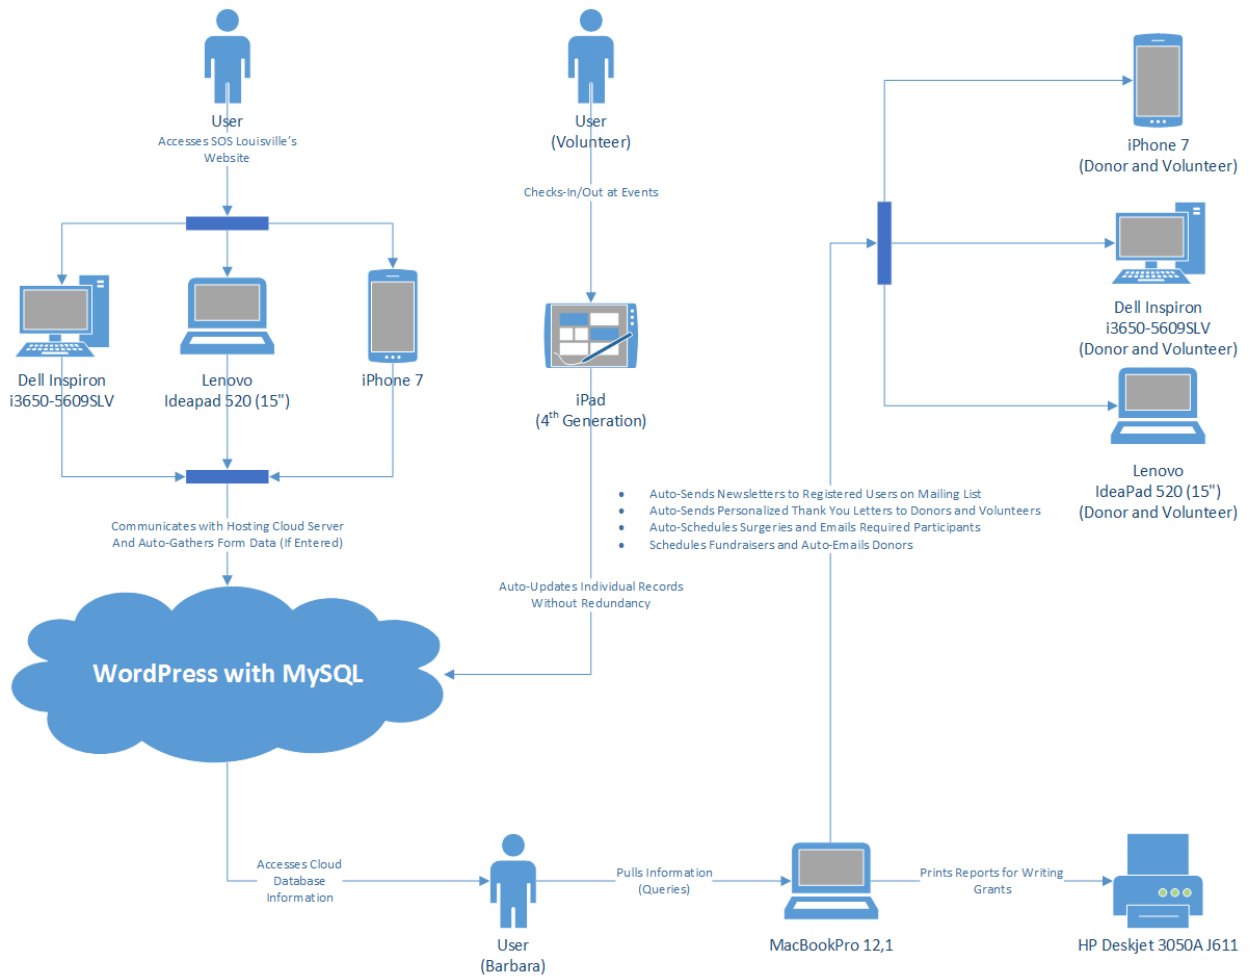 User
Accesses SOS Louisville's
Website
User
(Volunteer)
Checks-In/Out at Events
iPhone 7
(Donor and Volunteer)
Dell Inspiron
i3650-5609SLV
(Donor and Volunteer)
Dell Inspiron
i3650-5609SLV
Lenovo
Ideapad 520 (15")
iPhone 7
iPad
(4th Generation)
Lenovo
IdeaPad 520 (15")
(Donor and Volunteer)
• Auto-Sends Newsletters to Registered Users on Mailing List
• Auto-Sends Personalized Thank You Letters to Donors and Volunteers
• Auto-Schedules Surgeries and Emails Required Participants
• Schedules Fundraisers and Auto-Emails Donors
Communicates with Hosting Cloud Server
And Auto-Gathers Form Data (If Entered)
Auto-Updates Individual Records
Without Redundancy
WordPress with MySQL
Accesses Cloud
Database
Information
User
(Barbara)
Pulls Information
(Queries)
MacBookPro 12,1
Prints Reports for Writing
Grants
HP Deskjet 3050A J611